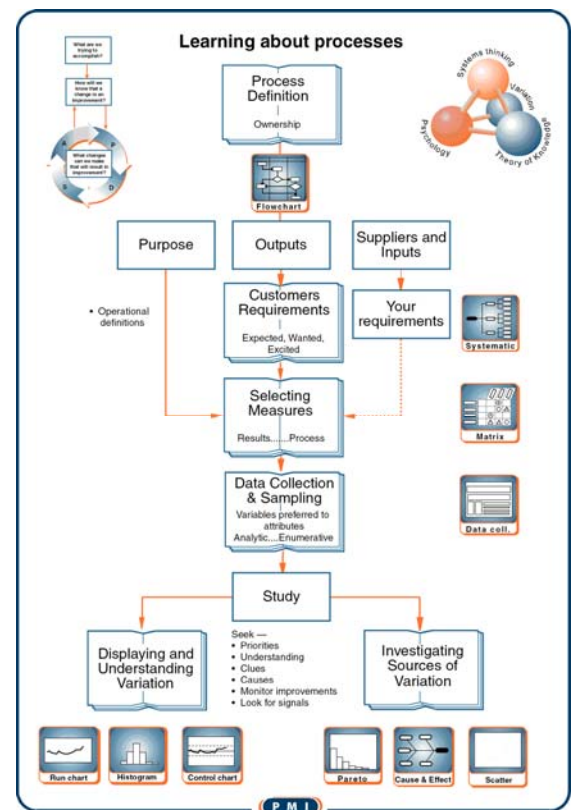 Learning about processes
What are we
trying to
accomplish?
How will we
know that a
change is an
improvement?
A
P
What changes
can we make
that will result in
improvement?
S
D
Process
Definition
Ownership
Systems thinking
Variation
Psychology
Theory of Knowledge
Flowchart
Purpose
Outputs
Suppliers and
Inputs
• Operational
definitions
Customers
Requirements
Expected, Wanted,
Excited
Your
requirements
Systematic
Selecting
Measures
Results.......Process
Matrix
Data Collection
& Sampling
Variables preferred to
attributes
Analytic....Enumerative
Data coll.
Study
Displaying and
Understanding
Variation
Seek —
• Priorities
• Understanding
• Clues
• Causes
• Monitor improvements
• Look for signals
Investigating
Sources of
Variation
Run chart
Histogram
Control chart
Pareto
Cause & Effect
Scatter
PMI